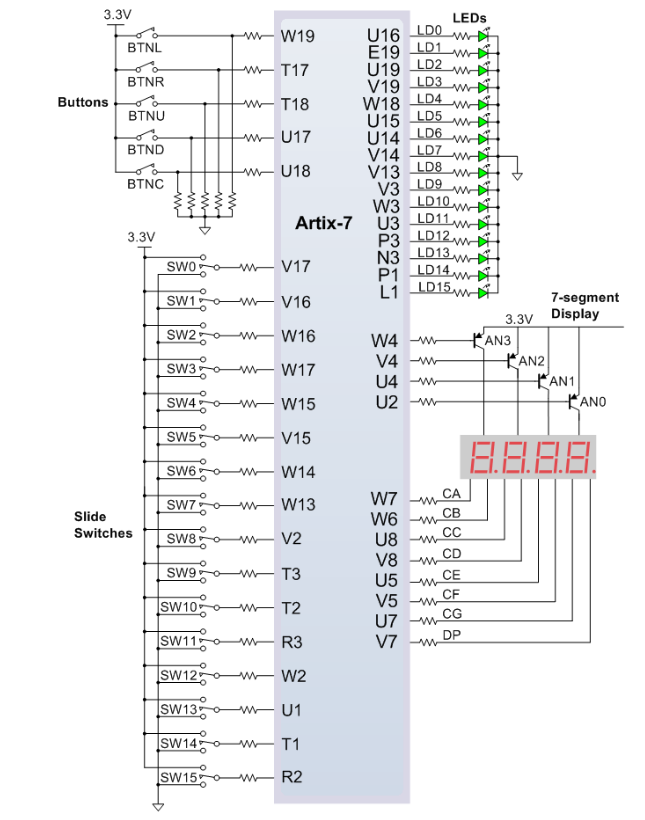 3.3V
BTNL
BTNR
Buttons
BTNU
BTND
BTNC
W19
T17
T18
U17
U18
Artix-7
3.3V
SW0 V17
SW1 V16
SW2 W16
SW3 W17
SW4 W15
SW5 V15
SW6 W14
SW7 W13
Slide
Switches
SW8 V2
SW9 T3
SW10 T2
SW11 R3
SW12 W2
SW13 U1
SW14 T1
SW15 R2
LEDs
U16 LD0
E19 LD1
U19 LD2
V19 LD3
W18 LD4
U15 LD5
U14 LD6
V14 LD7
V13 LD8
V3 LD9
W3 LD10
U3 LD11
P3 LD12
N3 LD13
P1 LD14
L1 LD15
7-segment
Display
3.3V
W4 AN3
V4 AN2
U4 AN1
U2 AN0
8.8.8.8.
W7 CA
W6 CB
U8 CC
V8 CD
U5 CE
V5 CF
U7 CG
V7 DP